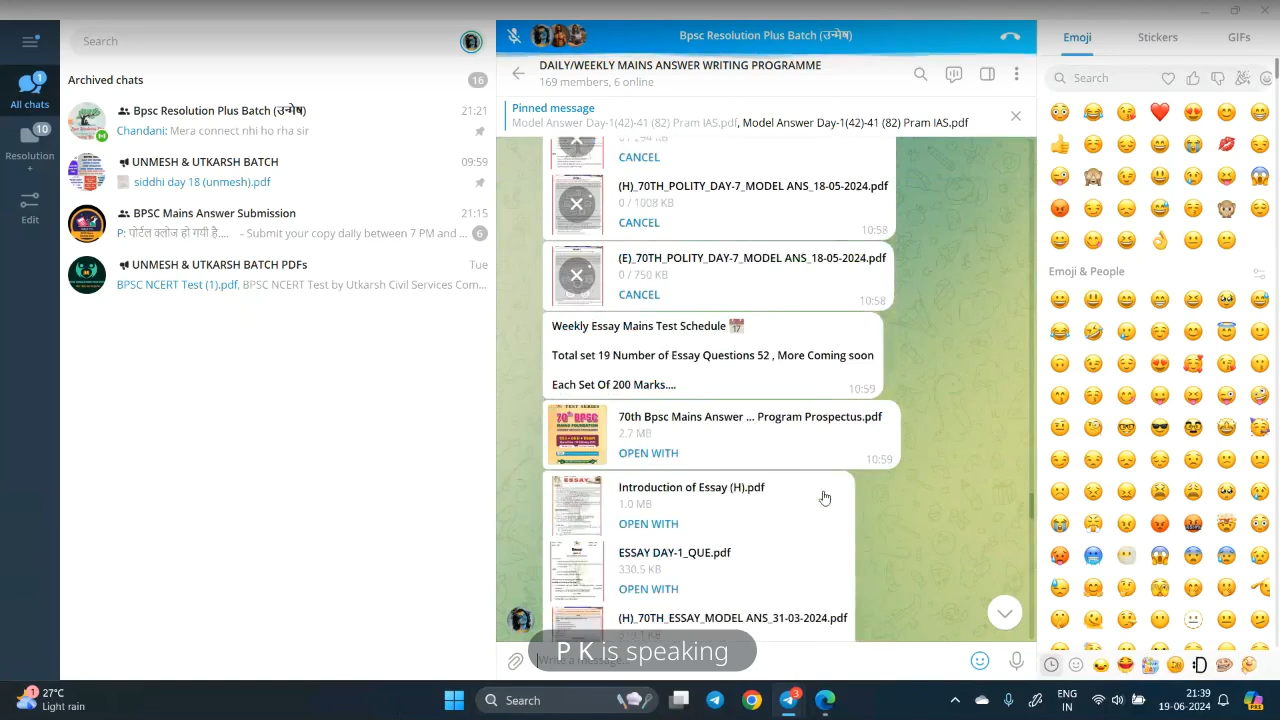 Search
Archived chats
16
All chats
1
Resolution
10
Edit
Bpsc Resolution Plus Batch (उन्मेष)
21:21
Chandani: Mera connect nhi ho rha sir
UNMESH & UTKARSH BATCH
09:59
dhi day 18 (unmesh).pdf
BPSC Mains Answer Submission
21:15
P: पोर्टल क्लोज हो गयी है.... – Submit your copy daily between 7 PM and ...
6
UNMESH & UTKARSH BATCH PDFs
Tue
BPSC NCERT Test (1).pdf, BPSC NCERT Test by Utkarsh Civil Services Com...
Bpsc Resolution Plus Batch (उन्मेष)
DAILY/WEEKLY MAINS ANSWER WRITING PROGRAMME
169 members, 6 online
Pinned message
Model Answer Day-1(42)-41 (82) Pram IAS.pdf, Model Answer Day-1(42)-41 (82) Pram IAS.pdf
CANCEL
(H)_70TH_POLITY_DAY-7_MODEL ANS_18-05-2024.pdf
0 / 1008 KB
CANCEL
10:58
(E)_70TH_POLITY_DAY-7_MODEL ANS_18-05-2024.pdf
0 / 750 KB
CANCEL
10:58
Weekly Essay Mains Test Schedule
Total set 19 Number of Essay Questions 52 , More Coming soon
Each Set Of 200 Marks....
10:59
70th Bpsc Mains Answer Program Prospectus.pdf
2.7 MB
OPEN WITH
10:59
Introduction of Essay (H).pdf
1.0 MB
OPEN WITH
ESSAY DAY-1_QUE.pdf
330.5 KB
OPEN WITH
(H)_70TH_ESSAY_MODEL ANS_31-03-2024.pdf
P K is speaking
Emoji
Stickers
GIFs
Search
Emoji & People
27°C
Light rain
1
Search
3
ENG
IN
21:39
19-06-2024